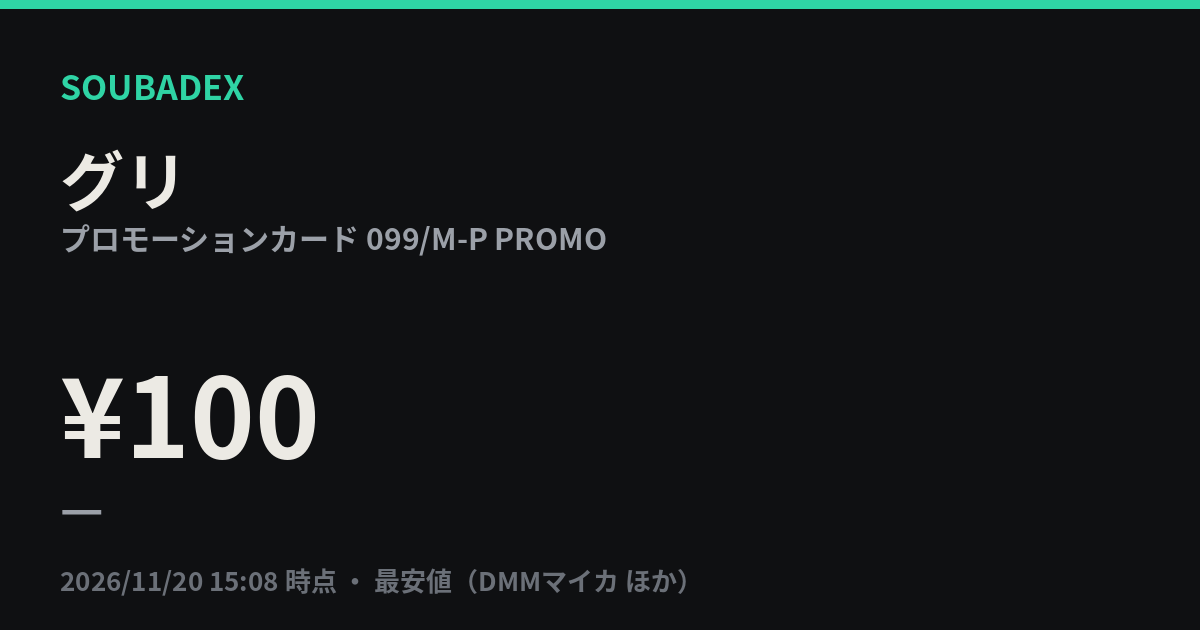 SOUBADEX
グリ
プロモーションカード 099/M-P PROMO
¥100
—
2026/11/20 15:08 時点 ・ 最安値（DMMマイカ ほか）